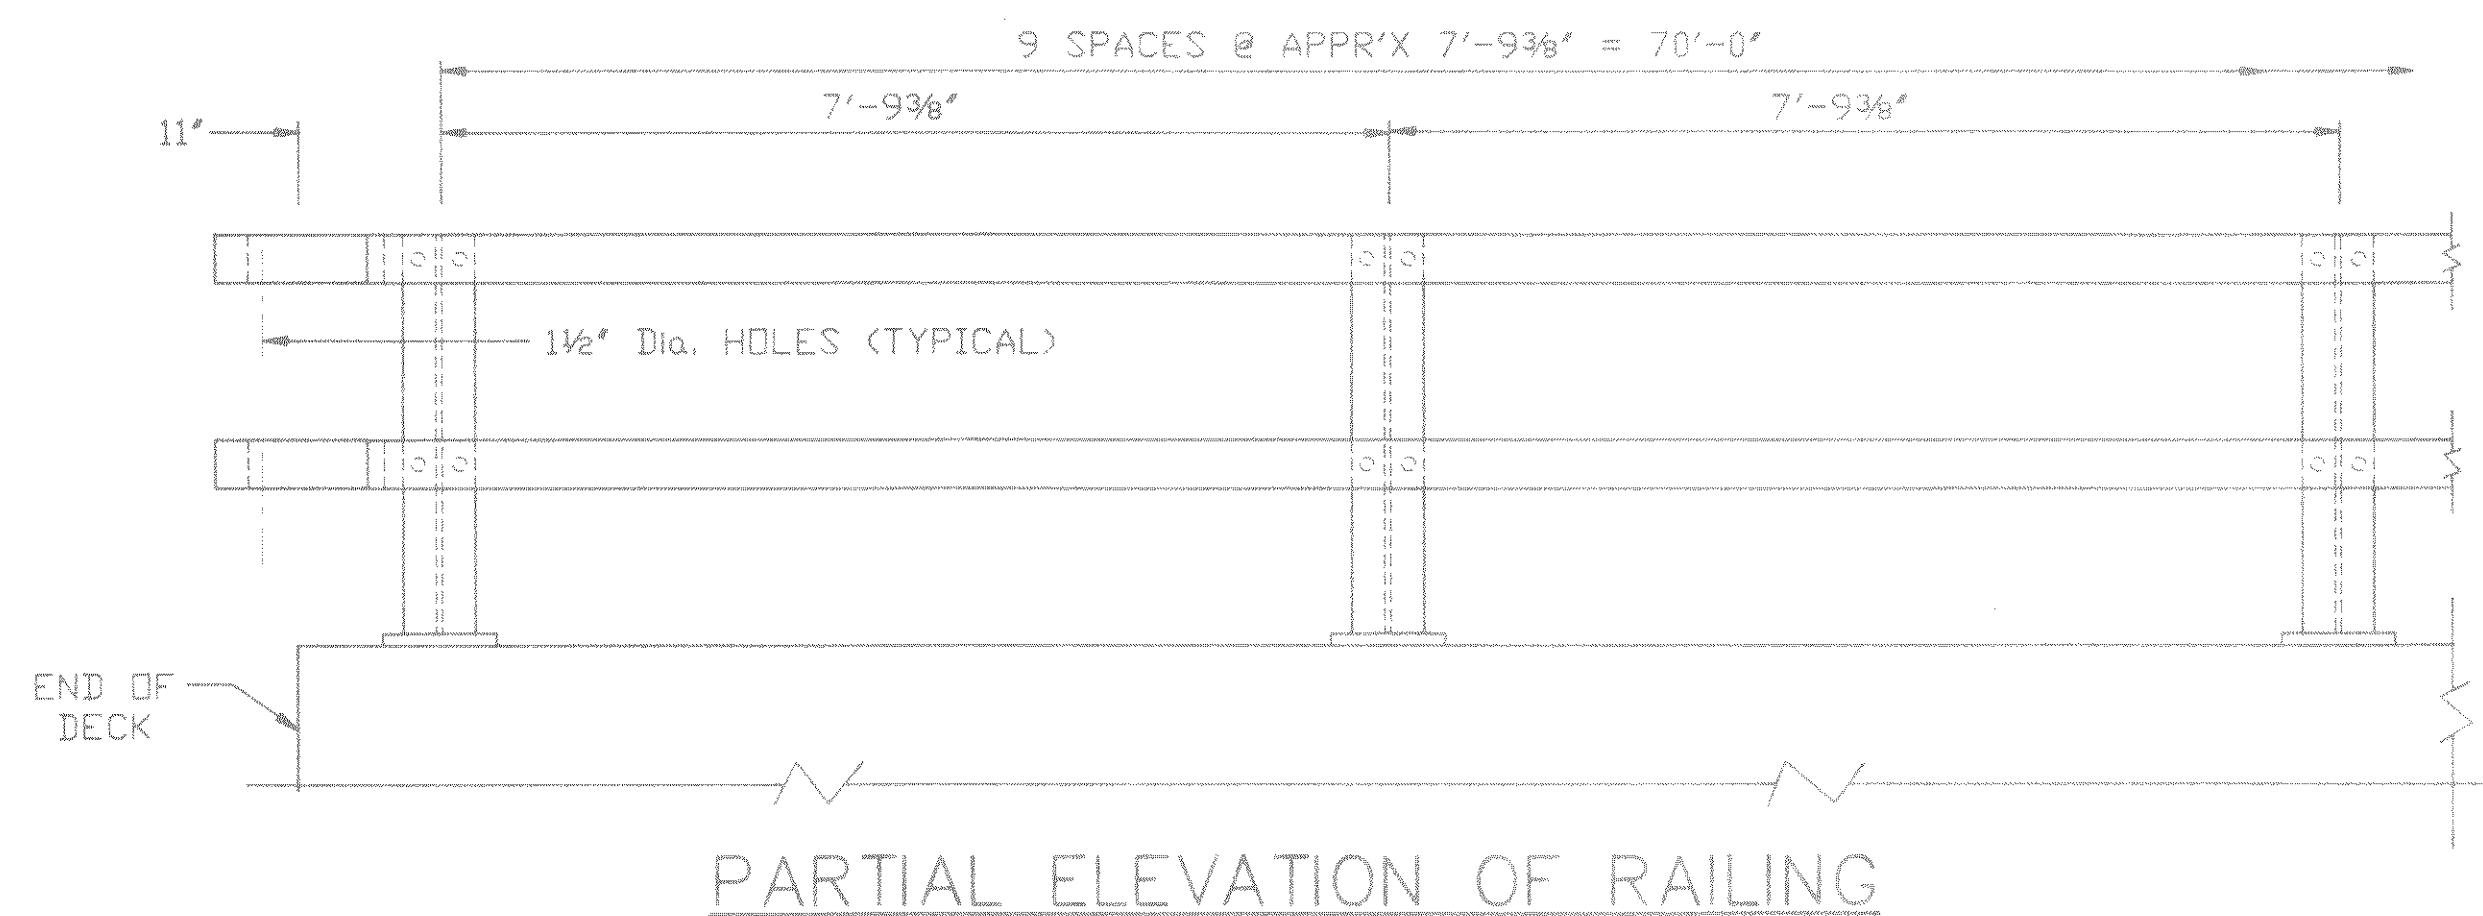 9 SPACES @ APPR'X 7'-9⅜" = 70'-0"
7'-9⅜"
7'-9⅜"
11"
1½" Dia. HOLES (TYPICAL)
END OF
DECK
PARTIAL ELEVATION OF RAILING